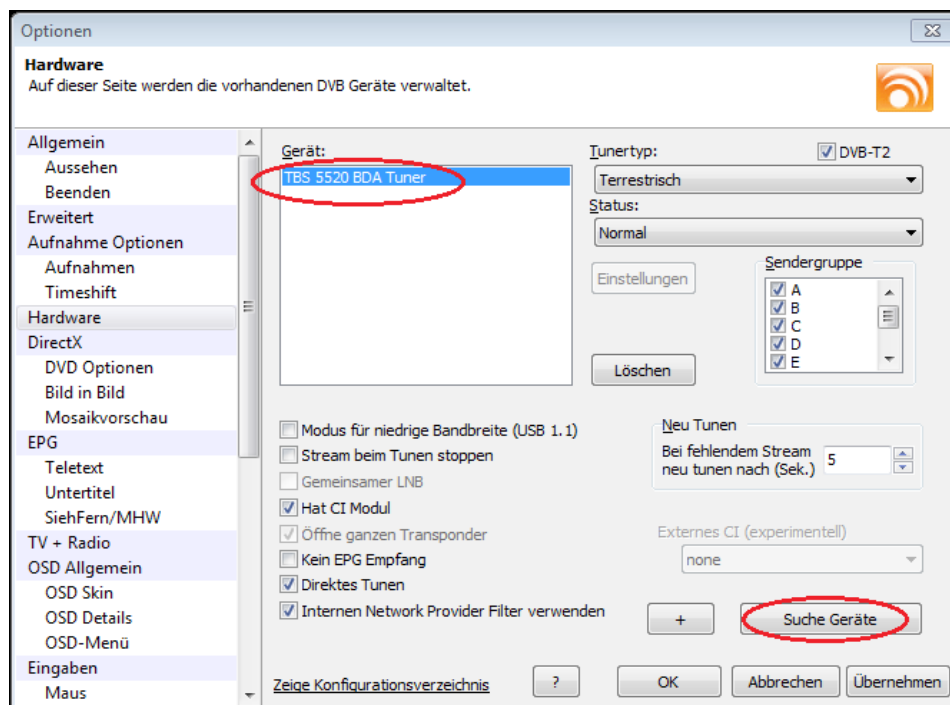 Optionen
Hardware
Auf dieser Seite werden die vorhandenen DVB Geräte verwaltet.
Allgemein
Aussehen
Beenden
Erweitert
Aufnahme Optionen
Aufnahmen
Timeshift
Hardware
DirectX
DVD Optionen
Bild in Bild
Mosaikvorschau
EPG
Teletext
Untertitel
SiehFern/MHW
TV + Radio
OSD Allgemein
OSD Skin
OSD Details
OSD-Menü
Eingaben
Maus
Gerät:
TBS 5520 BDA Tuner
Tunertyp:
DVB-T2
Terrestrisch
Status:
Normal
Einstellungen
Sendergruppe
A
B
C
D
E
Löschen
Modus für niedrige Bandbreite (USB 1.1)
Stream beim Tunen stoppen
Gemeinsamer LNB
Hat CI Modul
Öffne ganzen Transponder
Kein EPG Empfang
Direktes Tunen
Internen Network Provider Filter verwenden
Neu Tunen
Bei fehlendem Stream
neu tunen nach (Sek.)
5
Externes CI (experimentell)
none
+
Suche Geräte
Zeige Konfigurationsverzeichnis
?
OK
Abbrechen
Übernehmen